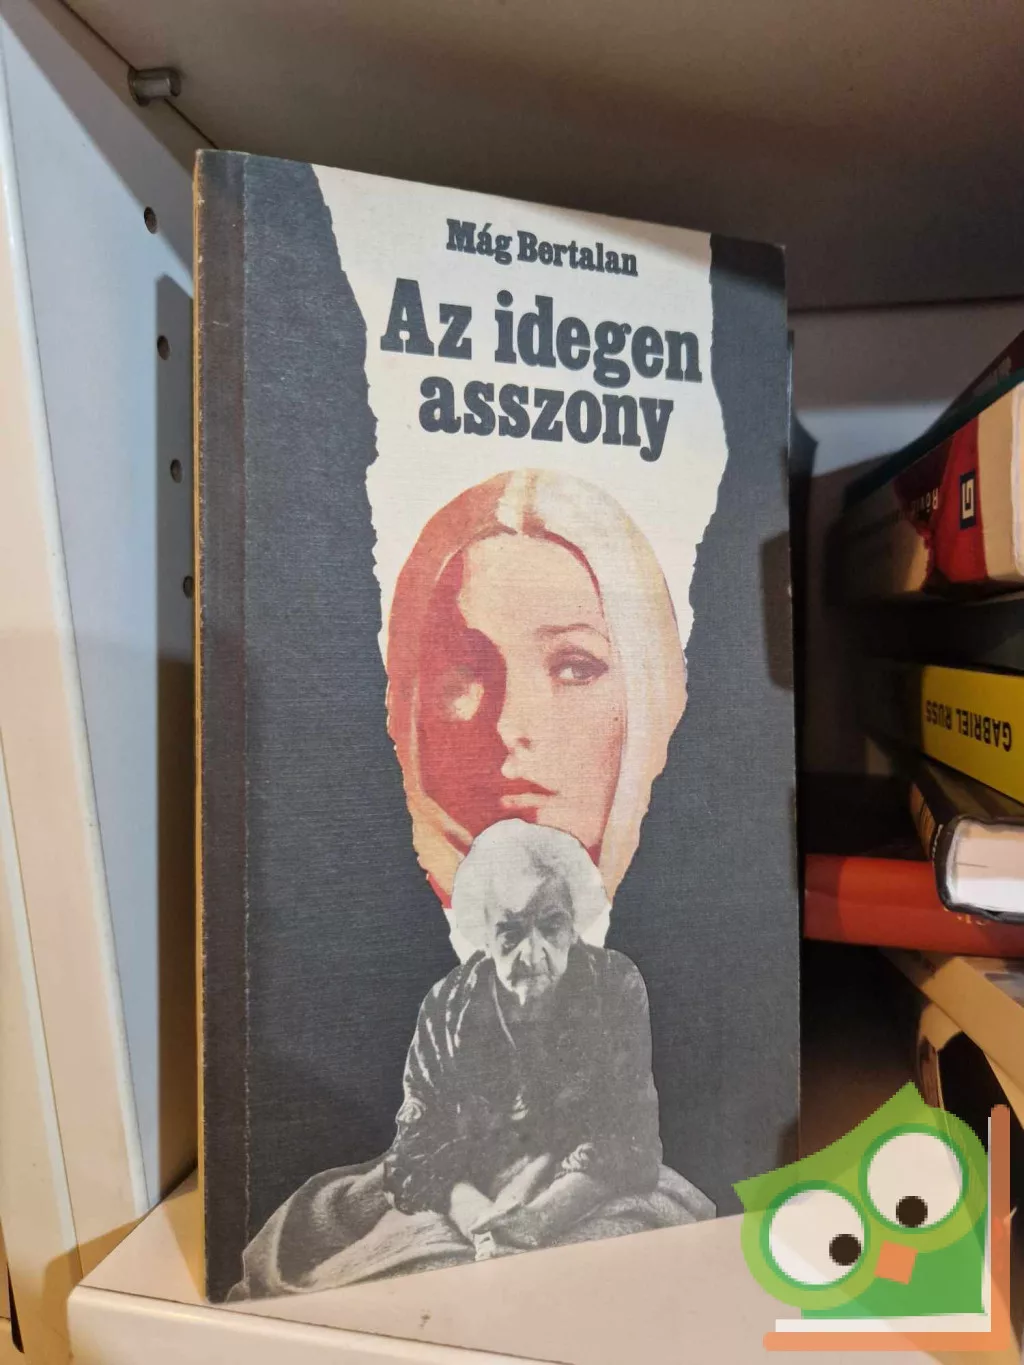 Mág Bertalan
Az idegen
asszony
GABRIEL RUSS